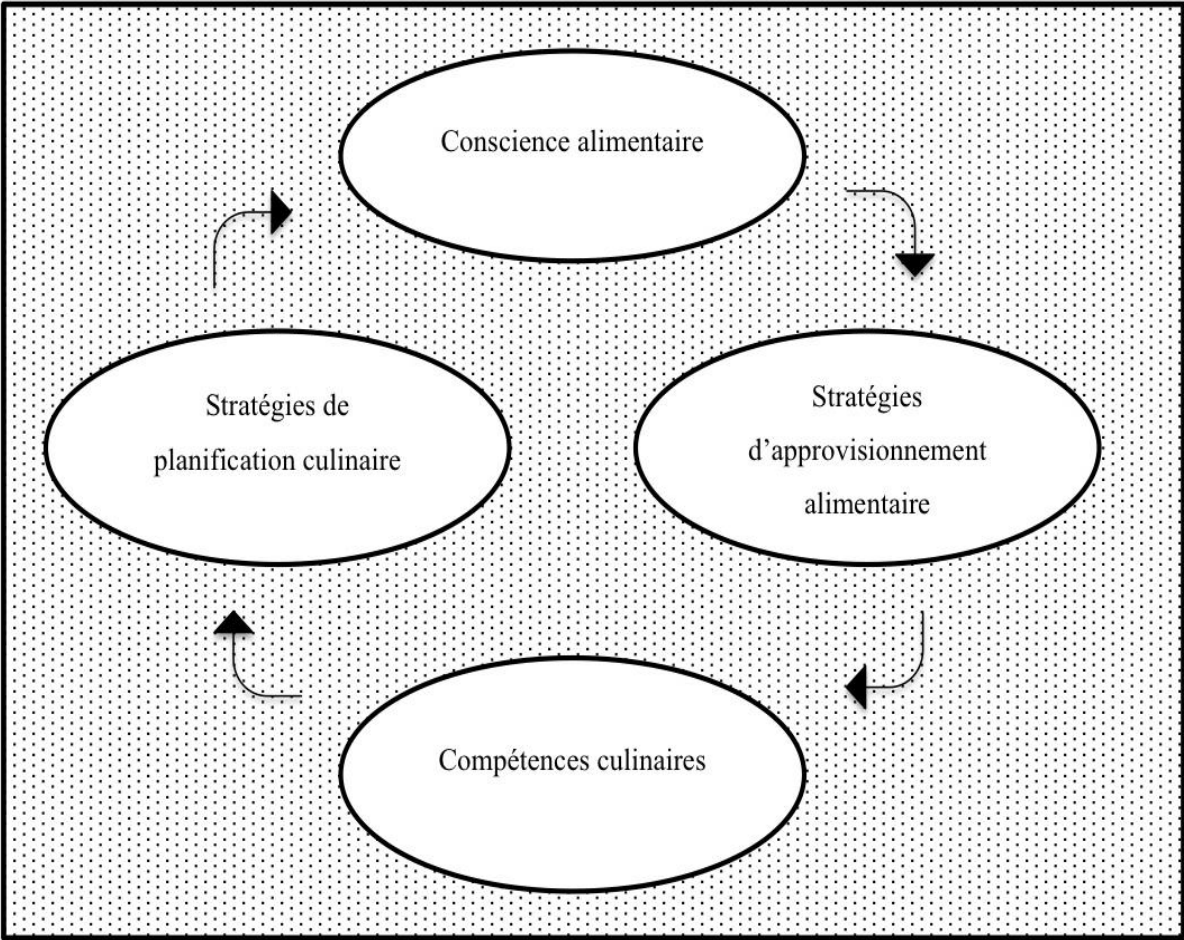 Conscience alimentaire
Stratégies de
planification culinaire
Stratégies
d’approvisionnement
alimentaire
Compétences culinaires